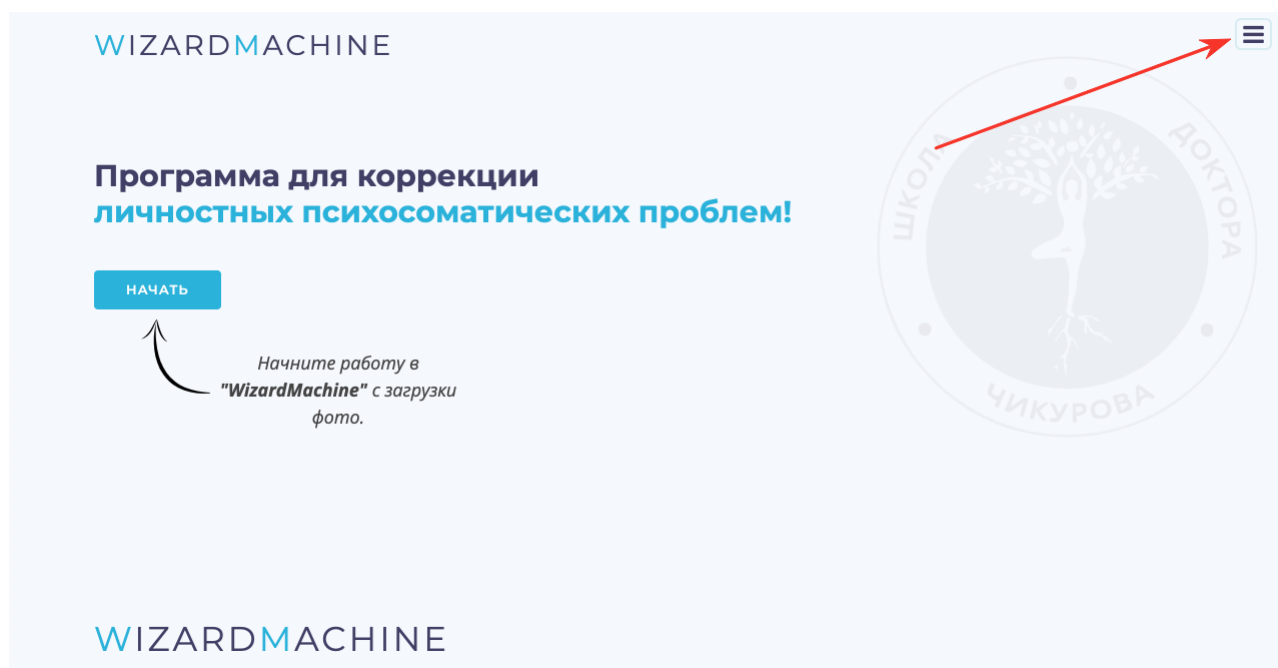 WIZARDMACHINE
Программа для коррекции
личностных психосоматических проблем!
НАЧАТЬ
Начните работу в
"WizardMachine" с загрузки
фото.
ШКОЛА ДОКТОРА
ЧИКУРОВА
WIZARDMACHINE